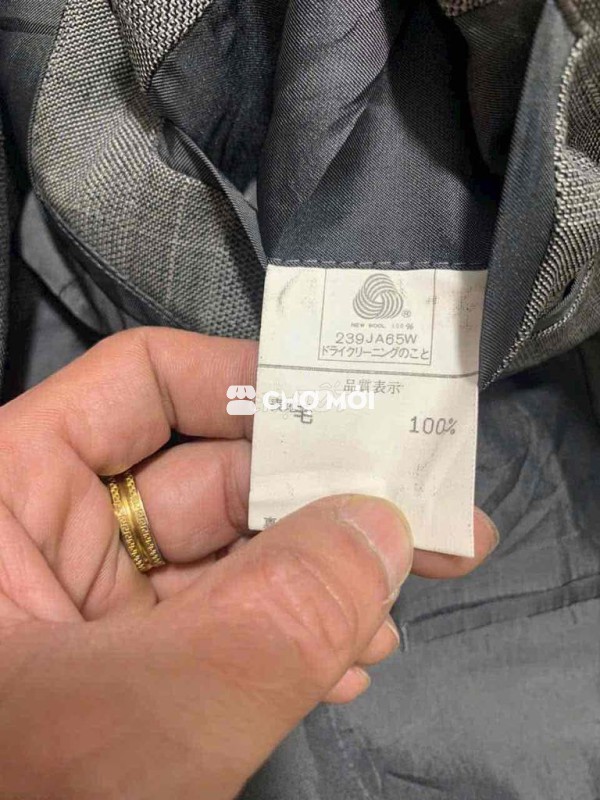 ®
NEW WOOL
239JA65W
ドライクリーニングのこと
品質表示
CHỢ MỚI
毛 100%